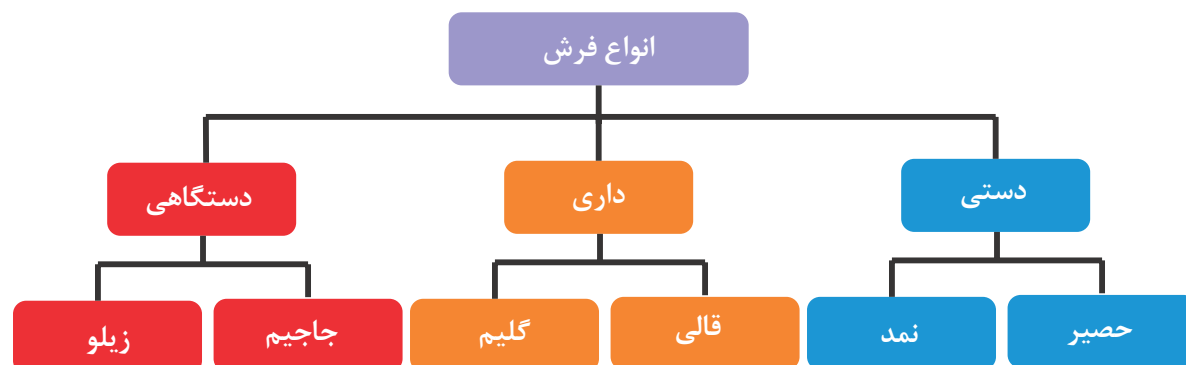 انواع فرش
دستی
داری
دستگاهی
حصیر
نمد
قالی
گلیم
جاجیم
زیلو